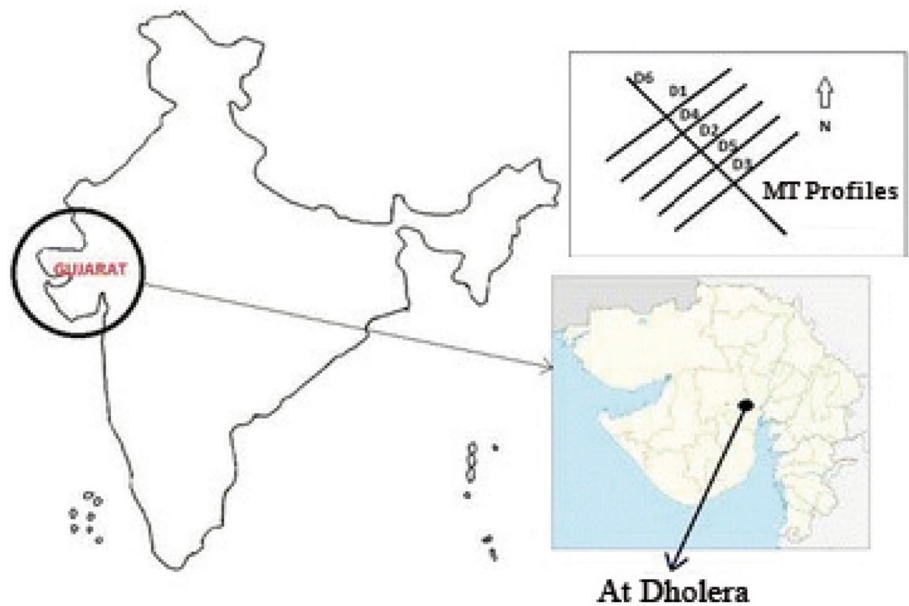 D6
D1
D4
D2
D5
D3
N
MT Profiles
GUJARAT
At Dholera